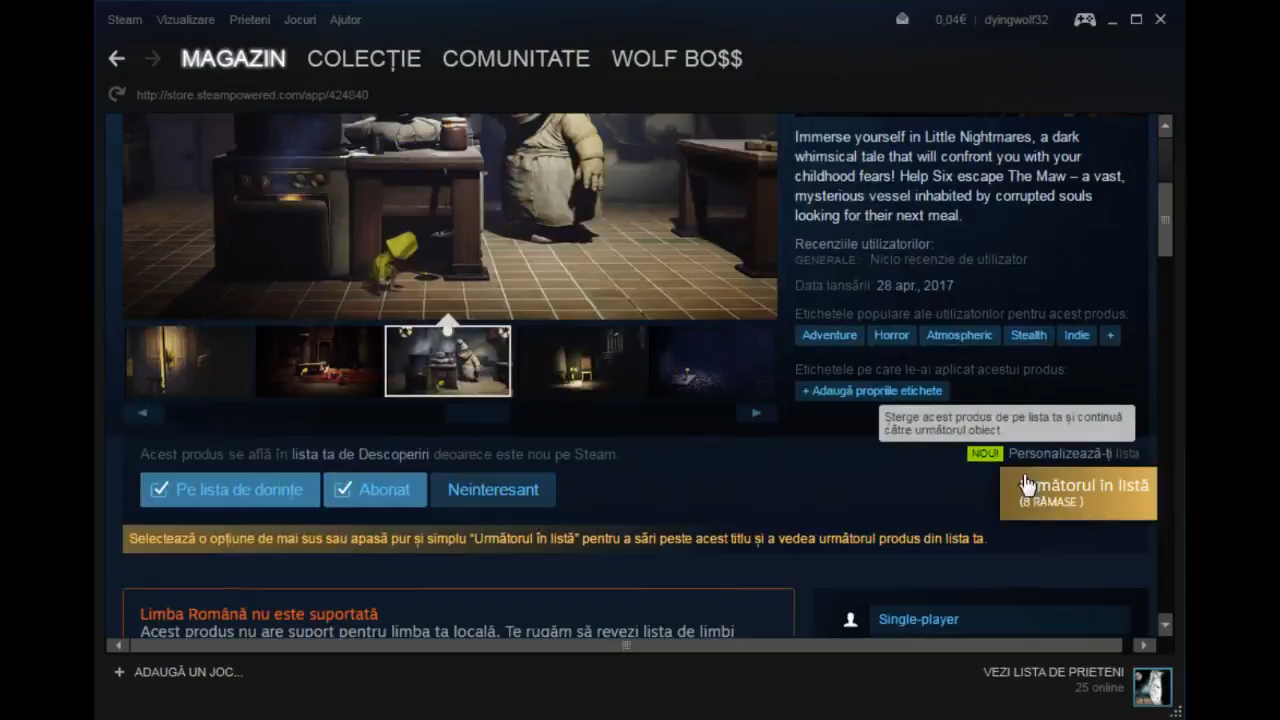 Steam Vizualizare Prieteni Jocuri Ajutor
0,04€ dyingwolf32
MAGAZIN COLECȚIE COMUNITATE WOLF BO$$
http://store.steampowered.com/app/424840
Immerse yourself in Little Nightmares, a dark
whimsical tale that will confront you with your
childhood fears! Help Six escape The Maw – a vast,
mysterious vessel inhabited by corrupted souls
looking for their next meal.
Recenziile utilizatorilor:
GENERALE: Nicio recenzie de utilizator
Data lansării 28 apr., 2017
Etichetele populare ale utilizatorilor pentru acest produs:
Adventure Horror Atmospheric Stealth Indie +
Etichetele pe care le-ai aplicat acestui produs:
+ Adaugă propriile etichete
Șterge acest produs de pe lista ta și continuă
către următorul obiect.
Acest produs se află în lista ta de Descoperiri deoarece este nou pe Steam.
NOU! Personalizează-ți lista
Pe lista de dorințe Abonat Neinteresant
mătorul în listă
(8 RĂMASE )
Selectează o opțiune de mai sus sau apasă pur și simplu "Următorul în listă" pentru a sări peste acest titlu și a vedea următorul produs din lista ta.
Limba Română nu este suportată
Acest produs nu are suport pentru limba ta locală. Te rugăm să revezi lista de limbi
Single-player
+ ADAUGĂ UN JOC...
VEZI LISTA DE PRIETENI
25 online